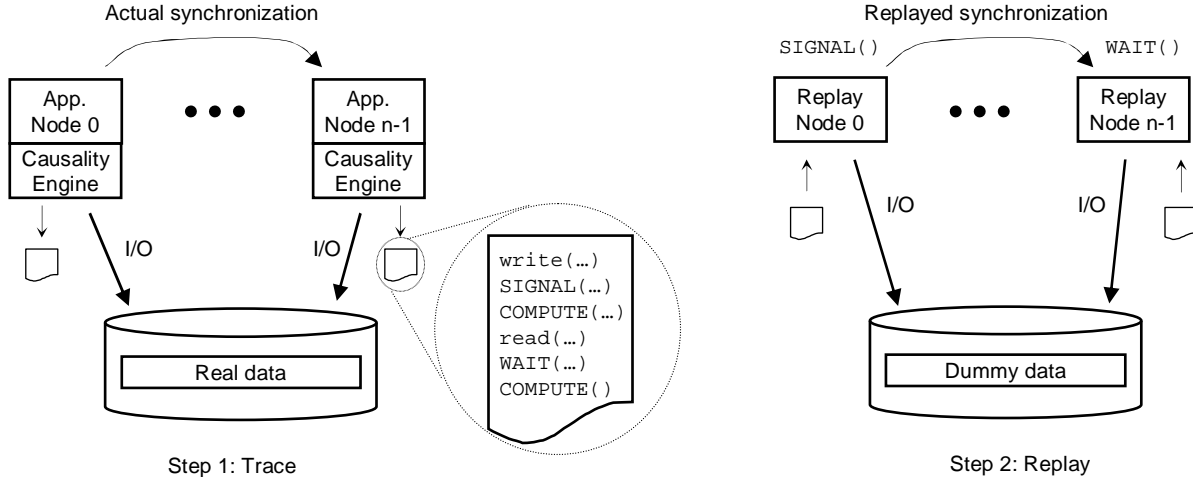 Actual synchronization
App.
Node 0
Causality
Engine
App.
Node n-1
Causality
Engine
I/O
I/O
Real data
write(…)
SIGNAL(…)
COMPUTE(…)
read(…)
WAIT(…)
COMPUTE()
Step 1: Trace
Replayed synchronization
SIGNAL()
WAIT()
Replay
Node 0
Replay
Node n-1
I/O
I/O
Dummy data
Step 2: Replay